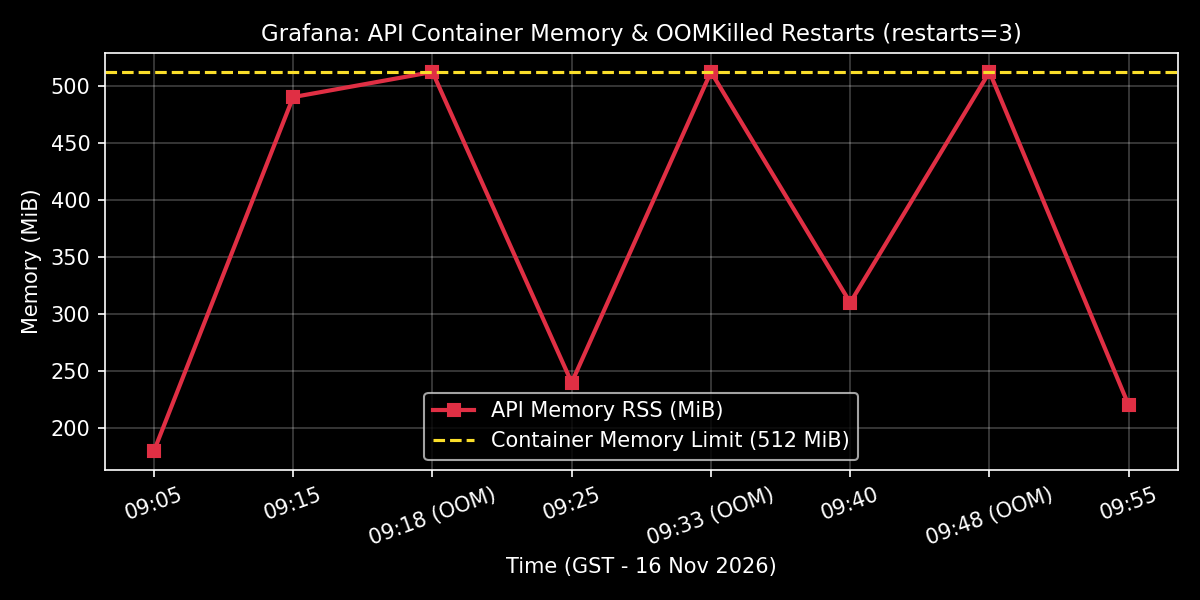 Grafana: API Container Memory & OOMKilled Restarts (restarts=3)
Memory (MiB)
500
450
400
350
300
250
200
API Memory RSS (MiB)
Container Memory Limit (512 MiB)
09:05
09:15
09:18 (OOM)
09:25
09:33 (OOM)
09:40
09:48 (OOM)
09:55
Time (GST - 16 Nov 2026)